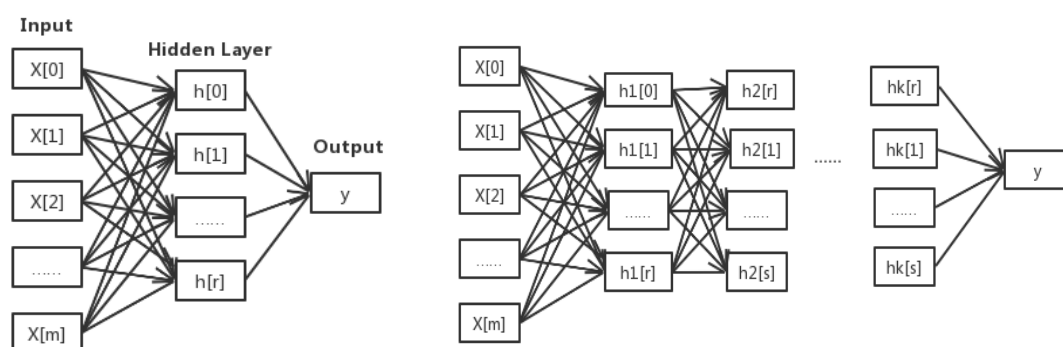 Input
Hidden Layer
Output
X[0]
X[1]
X[2]
......
X[m]
h[0]
h[1]
......
h[r]
y
X[0]
X[1]
X[2]
......
X[m]
h1[0]
h1[1]
......
h1[r]
h2[r]
h2[1]
......
h2[s]
......
hk[r]
hk[1]
......
hk[s]
y